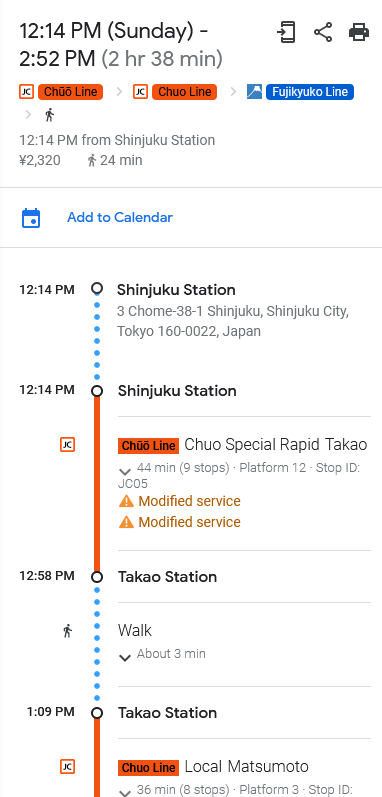 12:14 PM (Sunday) -
2:52 PM (2 hr 38 min)
JC Chūō Line JC Chuo Line Fujikyuko Line
12:14 PM from Shinjuku Station
¥2,320 24 min
Add to Calendar
12:14 PM Shinjuku Station
3 Chome-38-1 Shinjuku, Shinjuku City,
Tokyo 160-0022, Japan
12:14 PM Shinjuku Station
JC Chūō Line Chuo Special Rapid Takao
44 min (9 stops) · Platform 12 · Stop ID:
JC05
Modified service
Modified service
12:58 PM Takao Station
Walk
About 3 min
1:09 PM Takao Station
JC Chuo Line Local Matsumoto
36 min (8 stops) · Platform 3 · Stop ID: